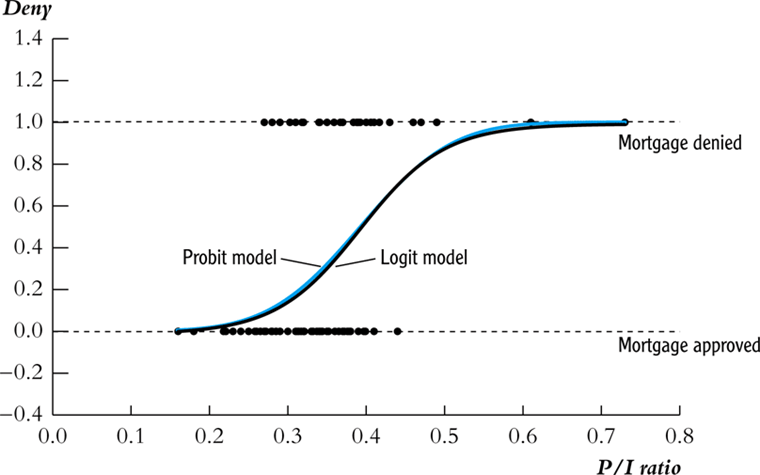 Deny
1.4
1.2
1.0
Mortgage denied
0.8
0.6
0.4
Probit model Logit model
0.2
0.0
Mortgage approved
−0.2
−0.4
0.0 0.1 0.2 0.3 0.4 0.5 0.6 0.7 0.8
P/I ratio